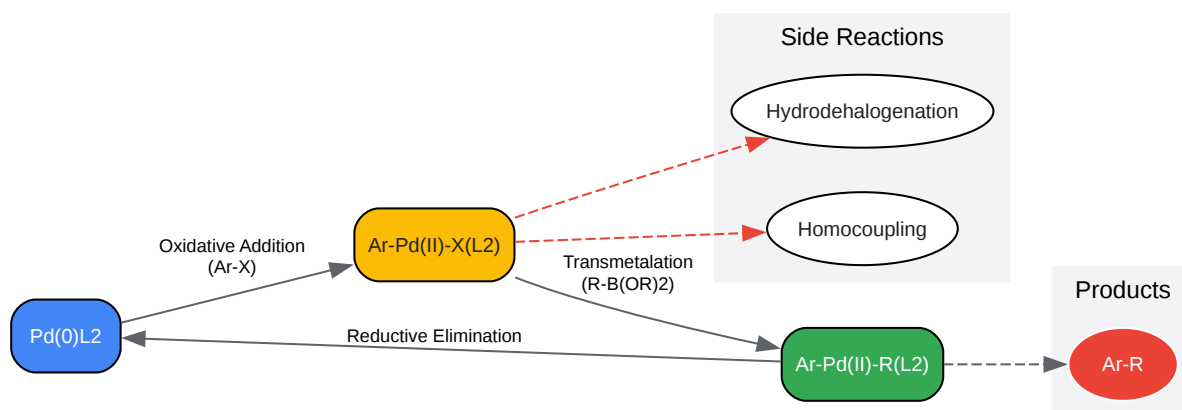 Side Reactions
Hydrodehalogenation
Homocoupling
Ar-Pd(II)-X(L2)
Oxidative Addition
(Ar-X)
Transmetalation
(R-B(OR)2)
Pd(0)L2
Reductive Elimination
Ar-Pd(II)-R(L2)
Products
Ar-R